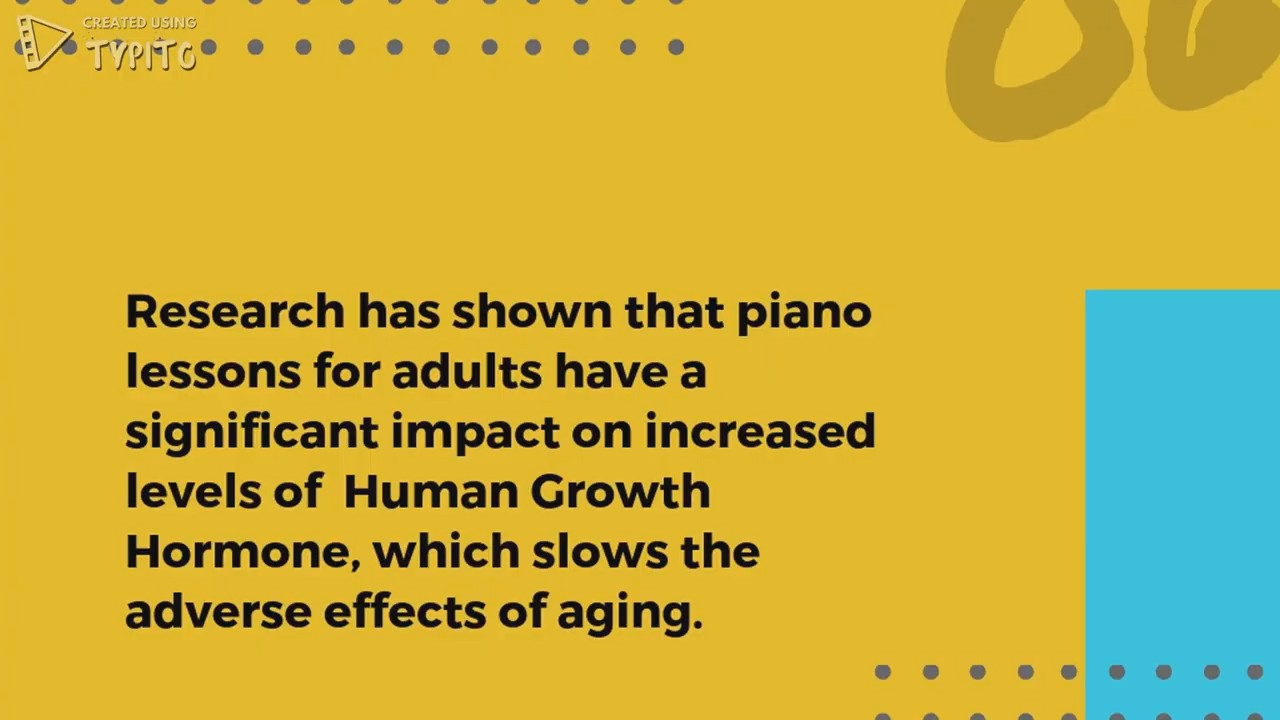 CREATED USING
TYPITO
06
Research has shown that piano
lessons for adults have a
significant impact on increased
levels of  Human Growth
Hormone, which slows the
adverse effects of aging.